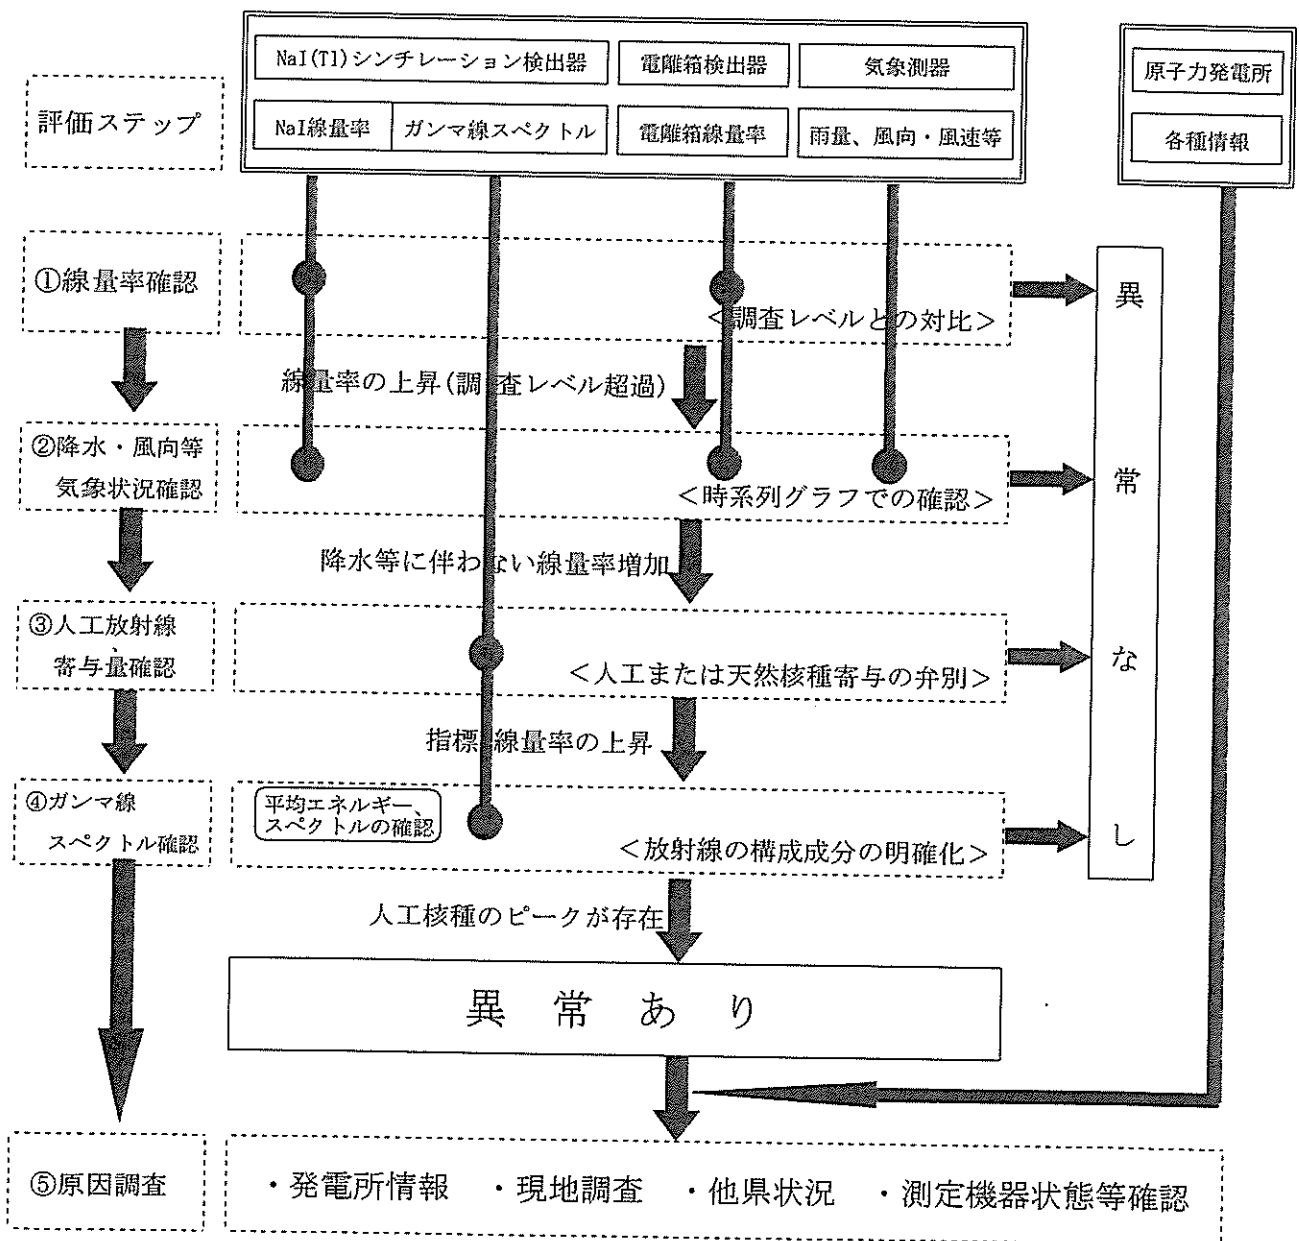 NaI(Tl)シンチレーション検出器
電離箱検出器
気象測器
原子力発電所
評価ステップ
NaI線量率
ガンマ線スペクトル
電離箱線量率
雨量、風向・風速等
各種情報
①線量率確認
<調査レベルとの対比>
線量率の上昇(調査レベル超過)
②降水・風向等
気象状況確認
<時系列グラフでの確認>
降水等に伴わない線量率増加
③人工放射線
寄与量確認
<人工または天然核種寄与の弁別>
指標線量率の上昇
④ガンマ線
スペクトル確認
平均エネルギー、
スペクトルの確認
<放射線の構成成分の明確化>
異常なし
人工核種のピークが存在
異常あり
⑤原因調査
・発電所情報 ・現地調査 ・他県状況 ・測定機器状態等確認